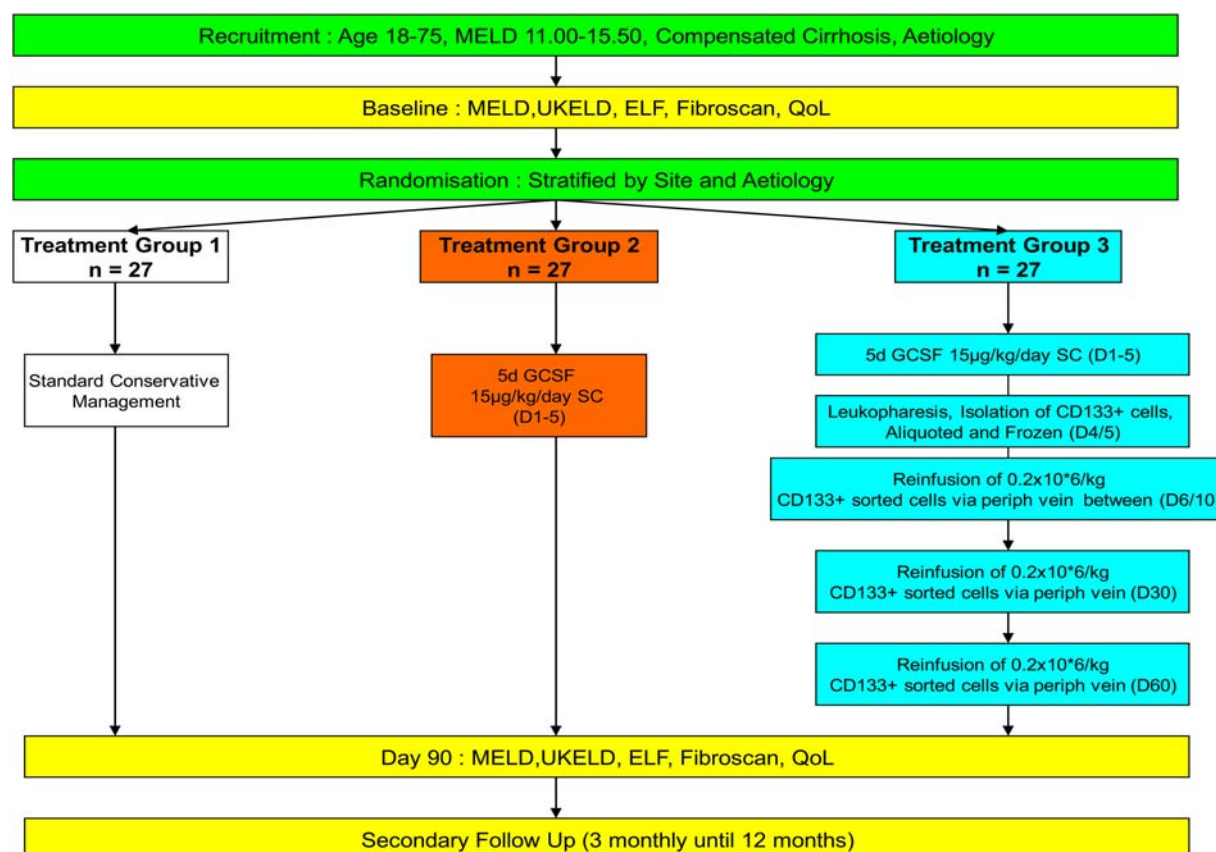 Recruitment : Age 18-75, MELD 11.00-15.50, Compensated Cirrhosis, Aetiology
Baseline : MELD,UKELD, ELF, Fibroscan, QoL
Randomisation : Stratified by Site and Aetiology
Treatment Group 1
n = 27
Treatment Group 2
n = 27
Treatment Group 3
n = 27
Standard Conservative
Management
5d GCSF
15µg/kg/day SC
(D1-5)
5d GCSF 15µg/kg/day SC (D1-5)
Leukopharesis, Isolation of CD133+ cells,
Aliquoted and Frozen (D4/5)
Reinfusion of 0.2x10*6/kg
CD133+ sorted cells via periph vein between (D6/10
Reinfusion of 0.2x10*6/kg
CD133+ sorted cells via periph vein (D30)
Reinfusion of 0.2x10*6/kg
CD133+ sorted cells via periph vein (D60)
Day 90 : MELD,UKELD, ELF, Fibroscan, QoL
Secondary Follow Up (3 monthly until 12 months)